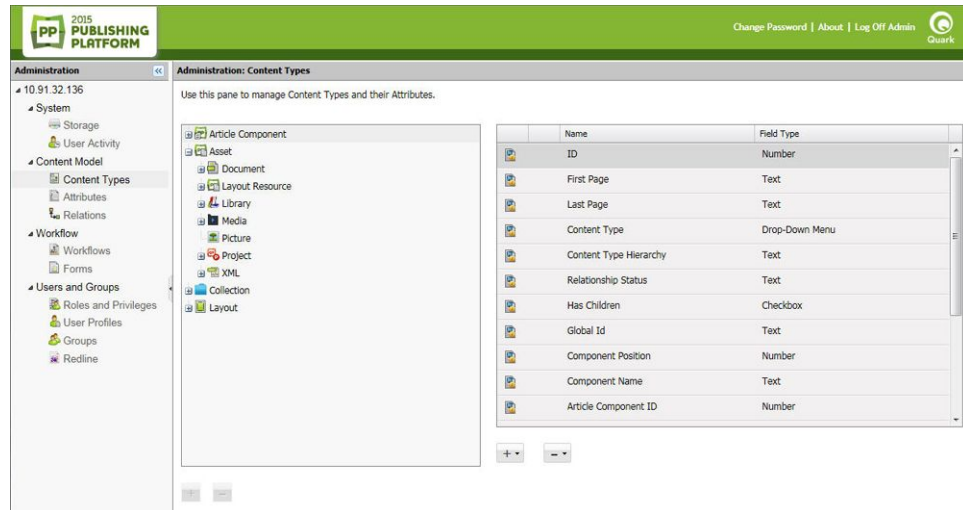 2015
PP PUBLISHING
PLATFORM
Change Password | About | Log Off Admin
Quark
Administration
Administration: Content Types
10.91.32.136
System
Storage
User Activity
Content Model
Content Types
Attributes
Relations
Workflow
Workflows
Forms
Users and Groups
Roles and Privileges
User Profiles
Groups
Redline
Use this pane to manage Content Types and their Attributes.
Article Component
Asset
Document
Layout Resource
Library
Media
Picture
Project
XML
Collection
Layout
Name Field Type
ID Number
First Page Text
Last Page Text
Content Type Drop-Down Menu
Content Type Hierarchy Text
Relationship Status Text
Has Children Checkbox
Global Id Text
Component Position Number
Component Name Text
Article Component ID Number